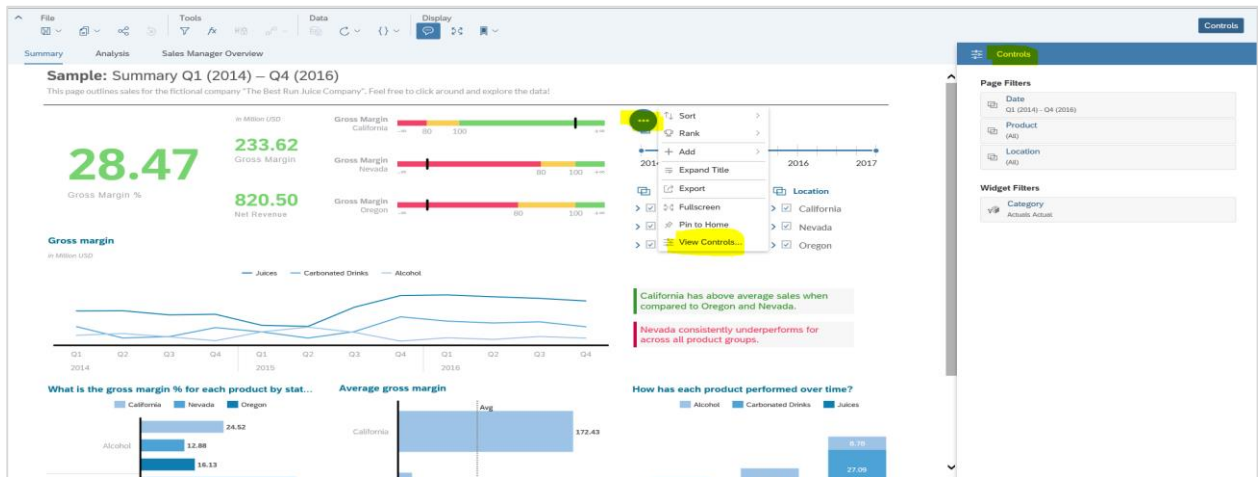 File
Tools
Data
Display
Controls
Summary
Analysis
Sales Manager Overview
Sample: Summary Q1 (2014) – Q4 (2016)
This page outlines sales for the fictional company "The Best Run Juice Company". Feel free to click around and explore the data!
28.47
Gross Margin %
in Million USD
233.62
Gross Margin
820.50
Net Revenue
Gross Margin
California
-∞ 80 100 +∞
Gross Margin
Nevada
-∞ 80 100 +∞
Gross Margin
Oregon
-∞ 80 100 +∞
2014 2016 2017
Sort
Rank
Add
Expand Title
Export
Fullscreen
Pin to Home
View Controls...
Location
California
Nevada
Oregon
Gross margin
in Million USD
Juices Carbonated Drinks Alcohol
Q1 Q2 Q3 Q4 Q1 Q2 Q3 Q4 Q1 Q2 Q3 Q4
2014 2015 2016
California has above average sales when
compared to Oregon and Nevada.
Nevada consistently underperforms for
across all product groups.
What is the gross margin % for each product by stat...
California Nevada Oregon
Alcohol
24.52
12.88
16.13
Average gross margin
Avg
California
172.43
How has each product performed over time?
Alcohol Carbonated Drinks Juices
8.78
27.09
Controls
Page Filters
Date
Q1 (2014) - Q4 (2016)
Product
(All)
Location
(All)
Widget Filters
Category
Actuals Actual